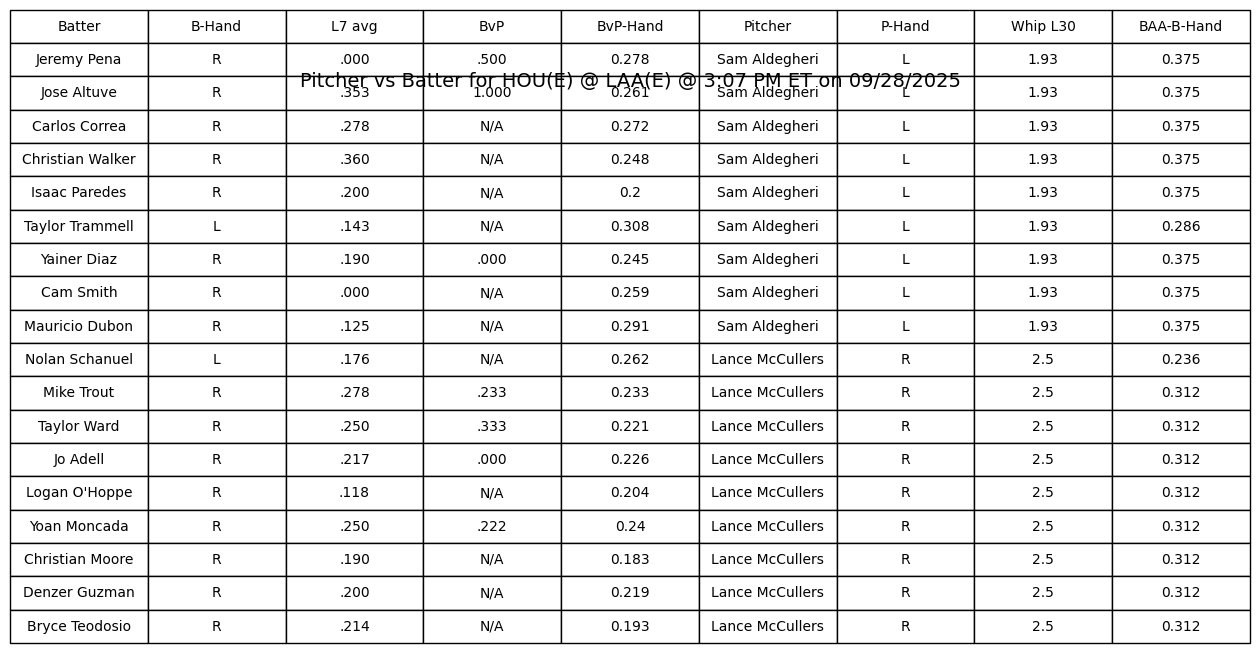 Batter B-Hand L7 avg BvP BvP-Hand Pitcher P-Hand Whip L30 BAA-B-Hand
Jeremy Pena R .000 .500 0.278 Sam Aldegheri L 1.93 0.375
Pitcher vs Batter for HOU(E) @ LAA(E) @ 3:07 PM ET on 09/28/2025
Jose Altuve R .353 1.000 0.261 Sam Aldegheri L 1.93 0.375
Carlos Correa R .278 N/A 0.272 Sam Aldegheri L 1.93 0.375
Christian Walker R .360 N/A 0.248 Sam Aldegheri L 1.93 0.375
Isaac Paredes R .200 N/A 0.2 Sam Aldegheri L 1.93 0.375
Taylor Trammell L .143 N/A 0.308 Sam Aldegheri L 1.93 0.286
Yainer Diaz R .190 .000 0.245 Sam Aldegheri L 1.93 0.375
Cam Smith R .000 N/A 0.259 Sam Aldegheri L 1.93 0.375
Mauricio Dubon R .125 N/A 0.291 Sam Aldegheri L 1.93 0.375
Nolan Schanuel L .176 N/A 0.262 Lance McCullers R 2.5 0.236
Mike Trout R .278 .233 0.233 Lance McCullers R 2.5 0.312
Taylor Ward R .250 .333 0.221 Lance McCullers R 2.5 0.312
Jo Adell R .217 .000 0.226 Lance McCullers R 2.5 0.312
Logan O'Hoppe R .118 N/A 0.204 Lance McCullers R 2.5 0.312
Yoan Moncada R .250 .222 0.24 Lance McCullers R 2.5 0.312
Christian Moore R .190 N/A 0.183 Lance McCullers R 2.5 0.312
Denzer Guzman R .200 N/A 0.219 Lance McCullers R 2.5 0.312
Bryce Teodosio R .214 N/A 0.193 Lance McCullers R 2.5 0.312